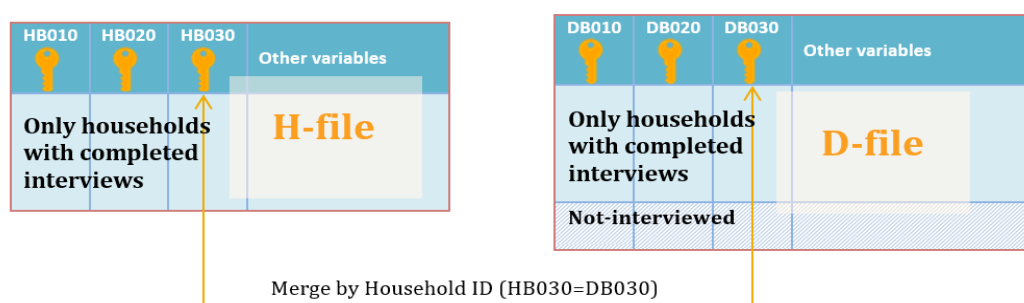 HB010 HB020 HB030 Other variables
Only households
with completed
interviews
H-file
DB010 DB020 DB030 Other variables
Only households
with completed
interviews
D-file
Not-interviewed
Merge by Household ID (HB030=DB030)